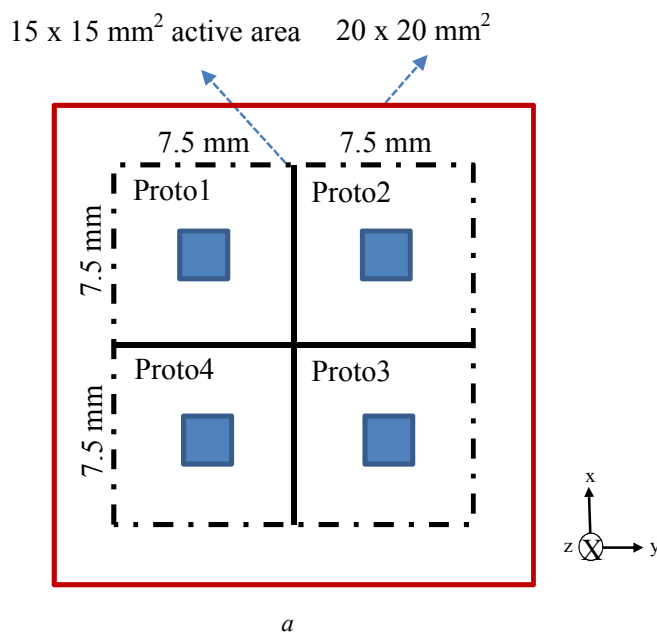 15 x 15 mm² active area
20 x 20 mm²
7.5 mm
7.5 mm
Proto1
Proto2
7.5 mm
Proto4
Proto3
7.5 mm
x
z X y
a